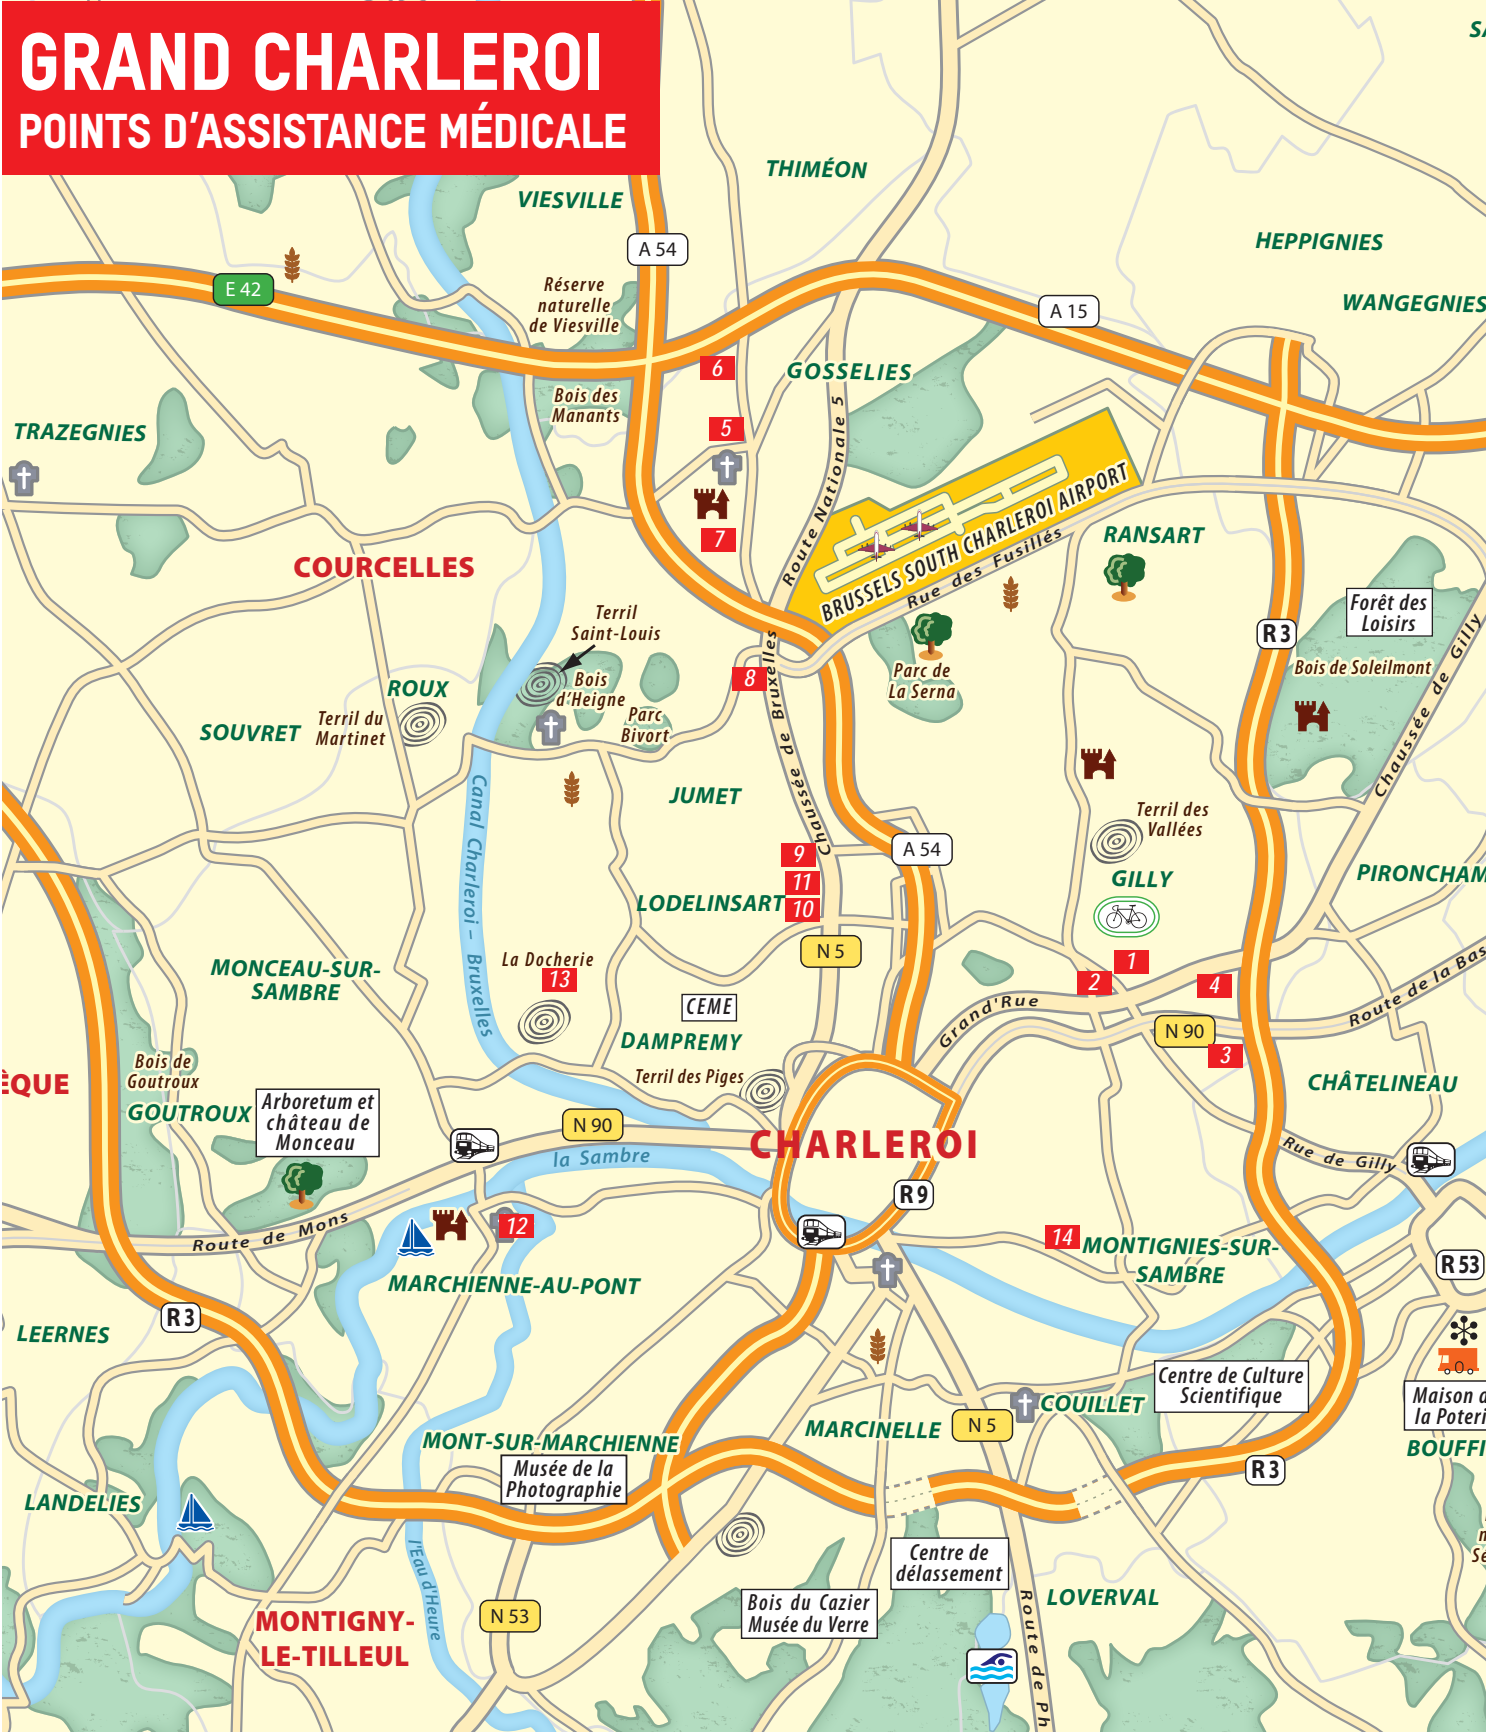 GRAND CHARLEROI
POINTS D'ASSISTANCE MÉDICALE
THIMÉON
VIESVILLE
A 54
HEPPIGNIES
E 42
Réserve
naturelle
de Viesville
A 15
WANGEGNIES
6
GOSSELIES
Bois des
Manants
5
TRAZEGNIES
Route Nationale 5
7
BRUSSELS SOUTH CHARLEROI AIRPORT
Rue des Fusillés
RANSART
COURCELLES
Forêt des
Loisirs
Terril
Saint-Louis
R 3
Bois de Soleilmont
Chaussée de Gilly
Parc de
La Serna
8
Bois
d'Heigne
ROUX
Terril du
Martinet
SOUVRET
Parc
Bivort
Chaussée de Bruxelles
JUMET
Terril des
Vallées
Canal Charleroi – Bruxelles
9
A 54
11
10
LODELINSART
GILLY
PIRONCHAM
N 5
La Docherie
13
MONCEAU-SUR-
SAMBRE
1
2
4
CEME
Grand'Rue
Route de la Bas
N 90
3
DAMPREMY
Terril des Piges
Bois de
Goutroux
ÈQUE
GOUTROUX
Arboretum et
château de
Monceau
CHÂTELINEAU
N 90
CHARLEROI
la Sambre
Rue de Gilly
R 9
Route de Mons
12
14
MONTIGNIES-SUR-
SAMBRE
R 53
MARCHIENNE-AU-PONT
R 3
LEERNES
Centre de Culture
Scientifique
Maison d
la Poteri
COUILLET
MARCINELLE
N 5
MONT-SUR-MARCHIENNE
BOUFFI
R 3
Musée de la
Photographie
LANDELIES
l'Eau d'Heure
Centre de
délassement
Bois du Cazier
Musée du Verre
LOVERVAL
N 53
MONTIGNY-
LE-TILLEUL
Route de Ph